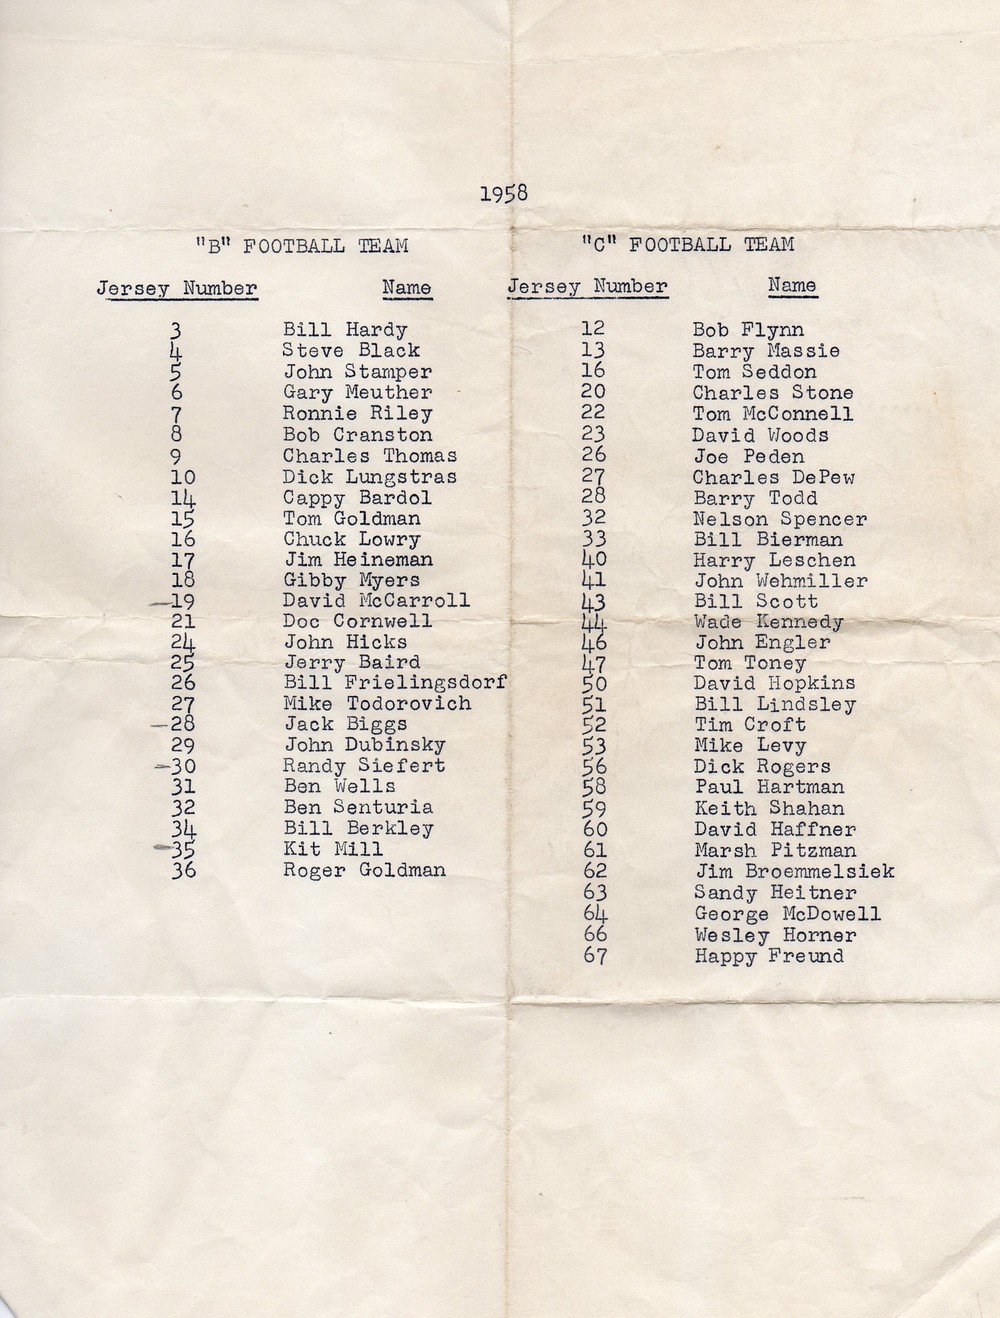 1958
"B" FOOTBALL TEAM
Jersey Number Name
3 Bill Hardy
4 Steve Black
5 John Stamper
6 Gary Meuther
7 Ronnie Riley
8 Bob Cranston
9 Charles Thomas
10 Dick Lungstras
14 Cappy Bardol
15 Tom Goldman
16 Chuck Lowry
17 Jim Heineman
18 Gibby Myers
19 David McCarroll
21 Doc Cornwell
24 John Hicks
25 Jerry Baird
26 Bill Frielingsdorf
27 Mike Todorovich
28 Jack Biggs
29 John Dubinsky
30 Randy Siefert
31 Ben Wells
32 Ben Senturia
34 Bill Berkley
35 Kit Mill
36 Roger Goldman
"C" FOOTBALL TEAM
Jersey Number Name
12 Bob Flynn
13 Barry Massie
16 Tom Seddon
20 Charles Stone
22 Tom McConnell
23 David Woods
26 Joe Peden
27 Charles DePew
28 Barry Todd
32 Nelson Spencer
33 Bill Bierman
40 Harry Leschen
41 John Wehmiller
43 Bill Scott
44 Wade Kennedy
46 John Engler
47 Tom Toney
50 David Hopkins
51 Bill Lindsley
52 Tim Croft
53 Mike Levy
56 Dick Rogers
58 Paul Hartman
59 Keith Shahan
60 David Haffner
61 Marsh Pitzman
62 Jim Broemmelsiek
63 Sandy Heitner
64 George McDowell
66 Wesley Horner
67 Happy Freund